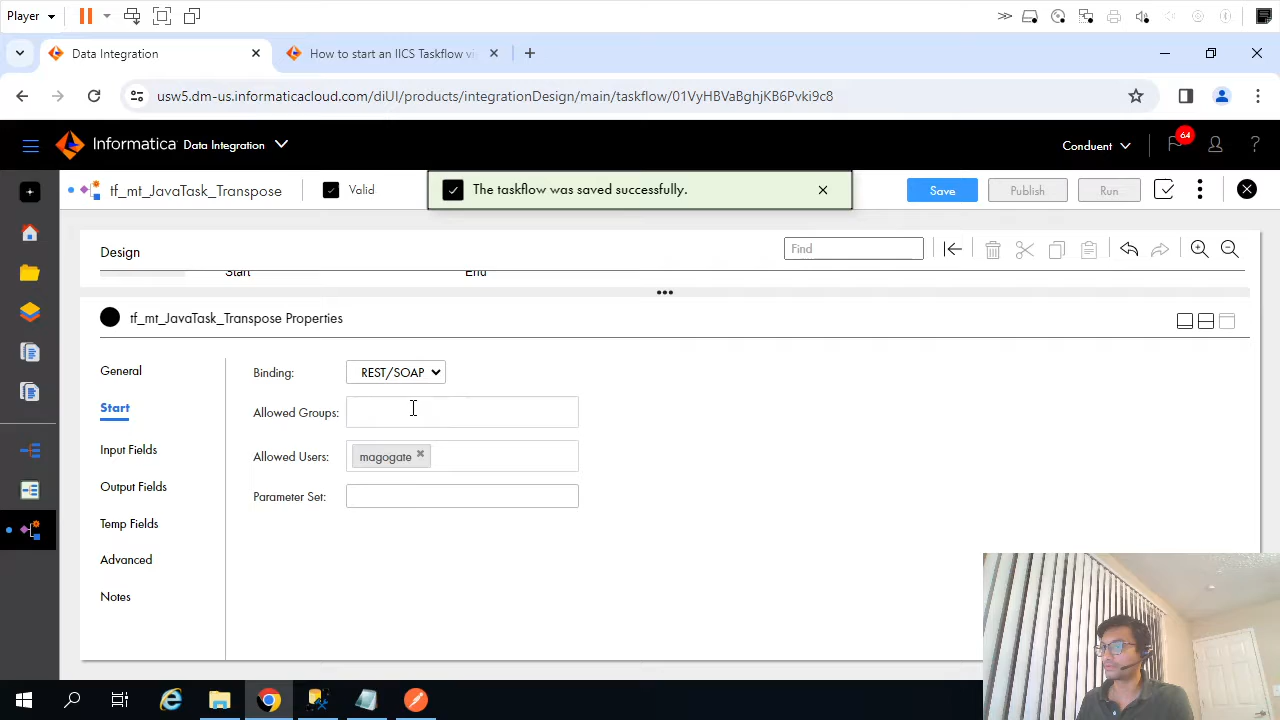 Player
Data Integration
How to start an IICS Taskflow vi
usw5.dm-us.informaticacloud.com/diUI/products/integrationDesign/main/taskflow/01VyHBVaBghjKB6Pvki9c8
Informatica Data Integration
Conduent
64
?
tf_mt_JavaTask_Transpose
Valid
The taskflow was saved successfully.
Save
Publish
Run
Design
Find
Start
End
tf_mt_JavaTask_Transpose Properties
General
Start
Input Fields
Output Fields
Temp Fields
Advanced
Notes
Binding: REST/SOAP
Allowed Groups:
Allowed Users: magogate
Parameter Set: